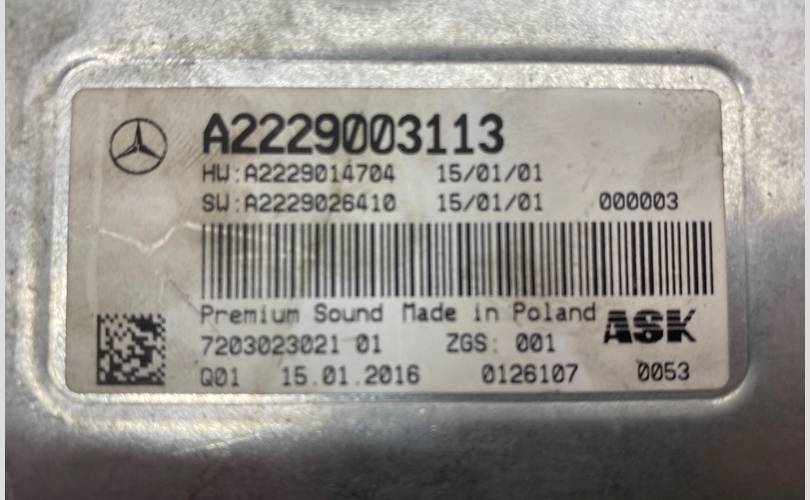 A2229003113
HW:A2229014704 15/01/01
SW:A2229026410 15/01/01 000003
Premium Sound Made in Poland ASK
7203023021 01 ZGS: 001
Q01 15.01.2016 0126107 0053